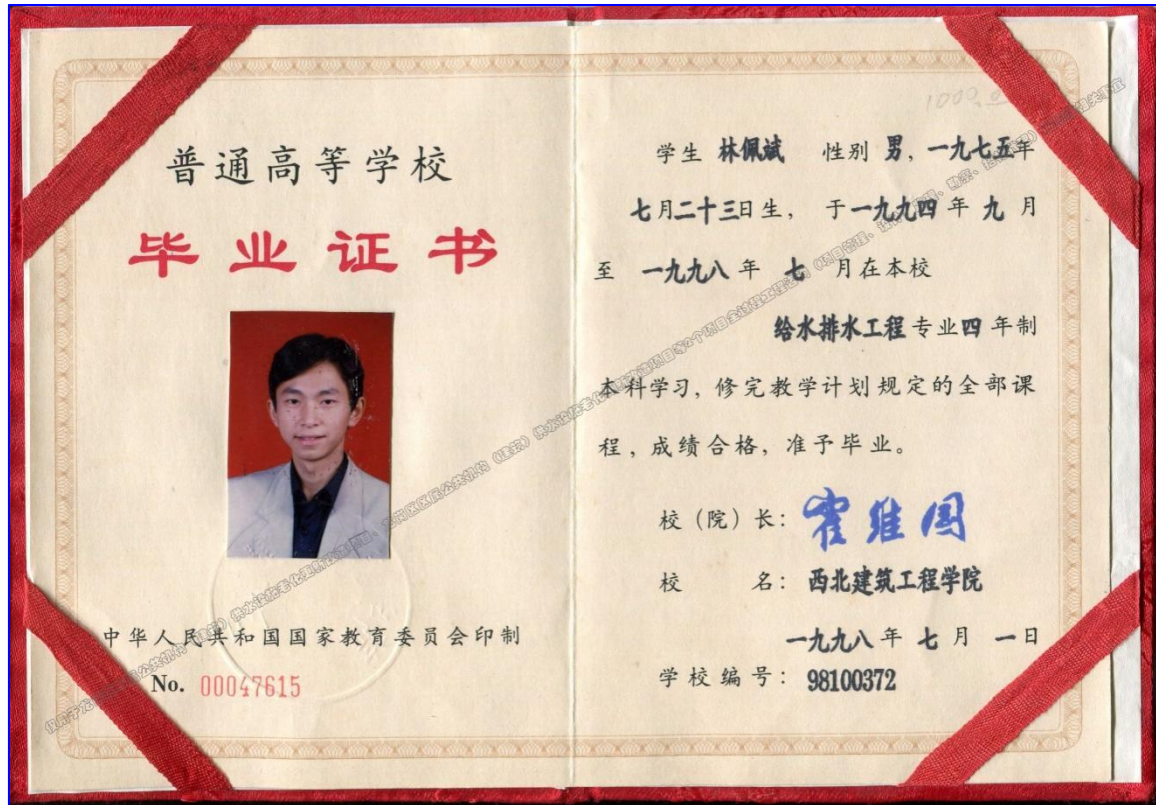 普通高等学校
毕业证书
中华人民共和国国家教育委员会印制
No. 00047615
学生 林佩斌 性别 男, 一九七五年
七月二十三日生, 于一九九四年九月
至 一九九八年 七 月在本校
给水排水工程专业四年制
本科学习, 修完教学计划规定的全部课
程, 成绩合格, 准予毕业。
校(院)长: 霍维国
校 名: 西北建筑工程学院
一九九八年七月一日
学校编号: 98100372